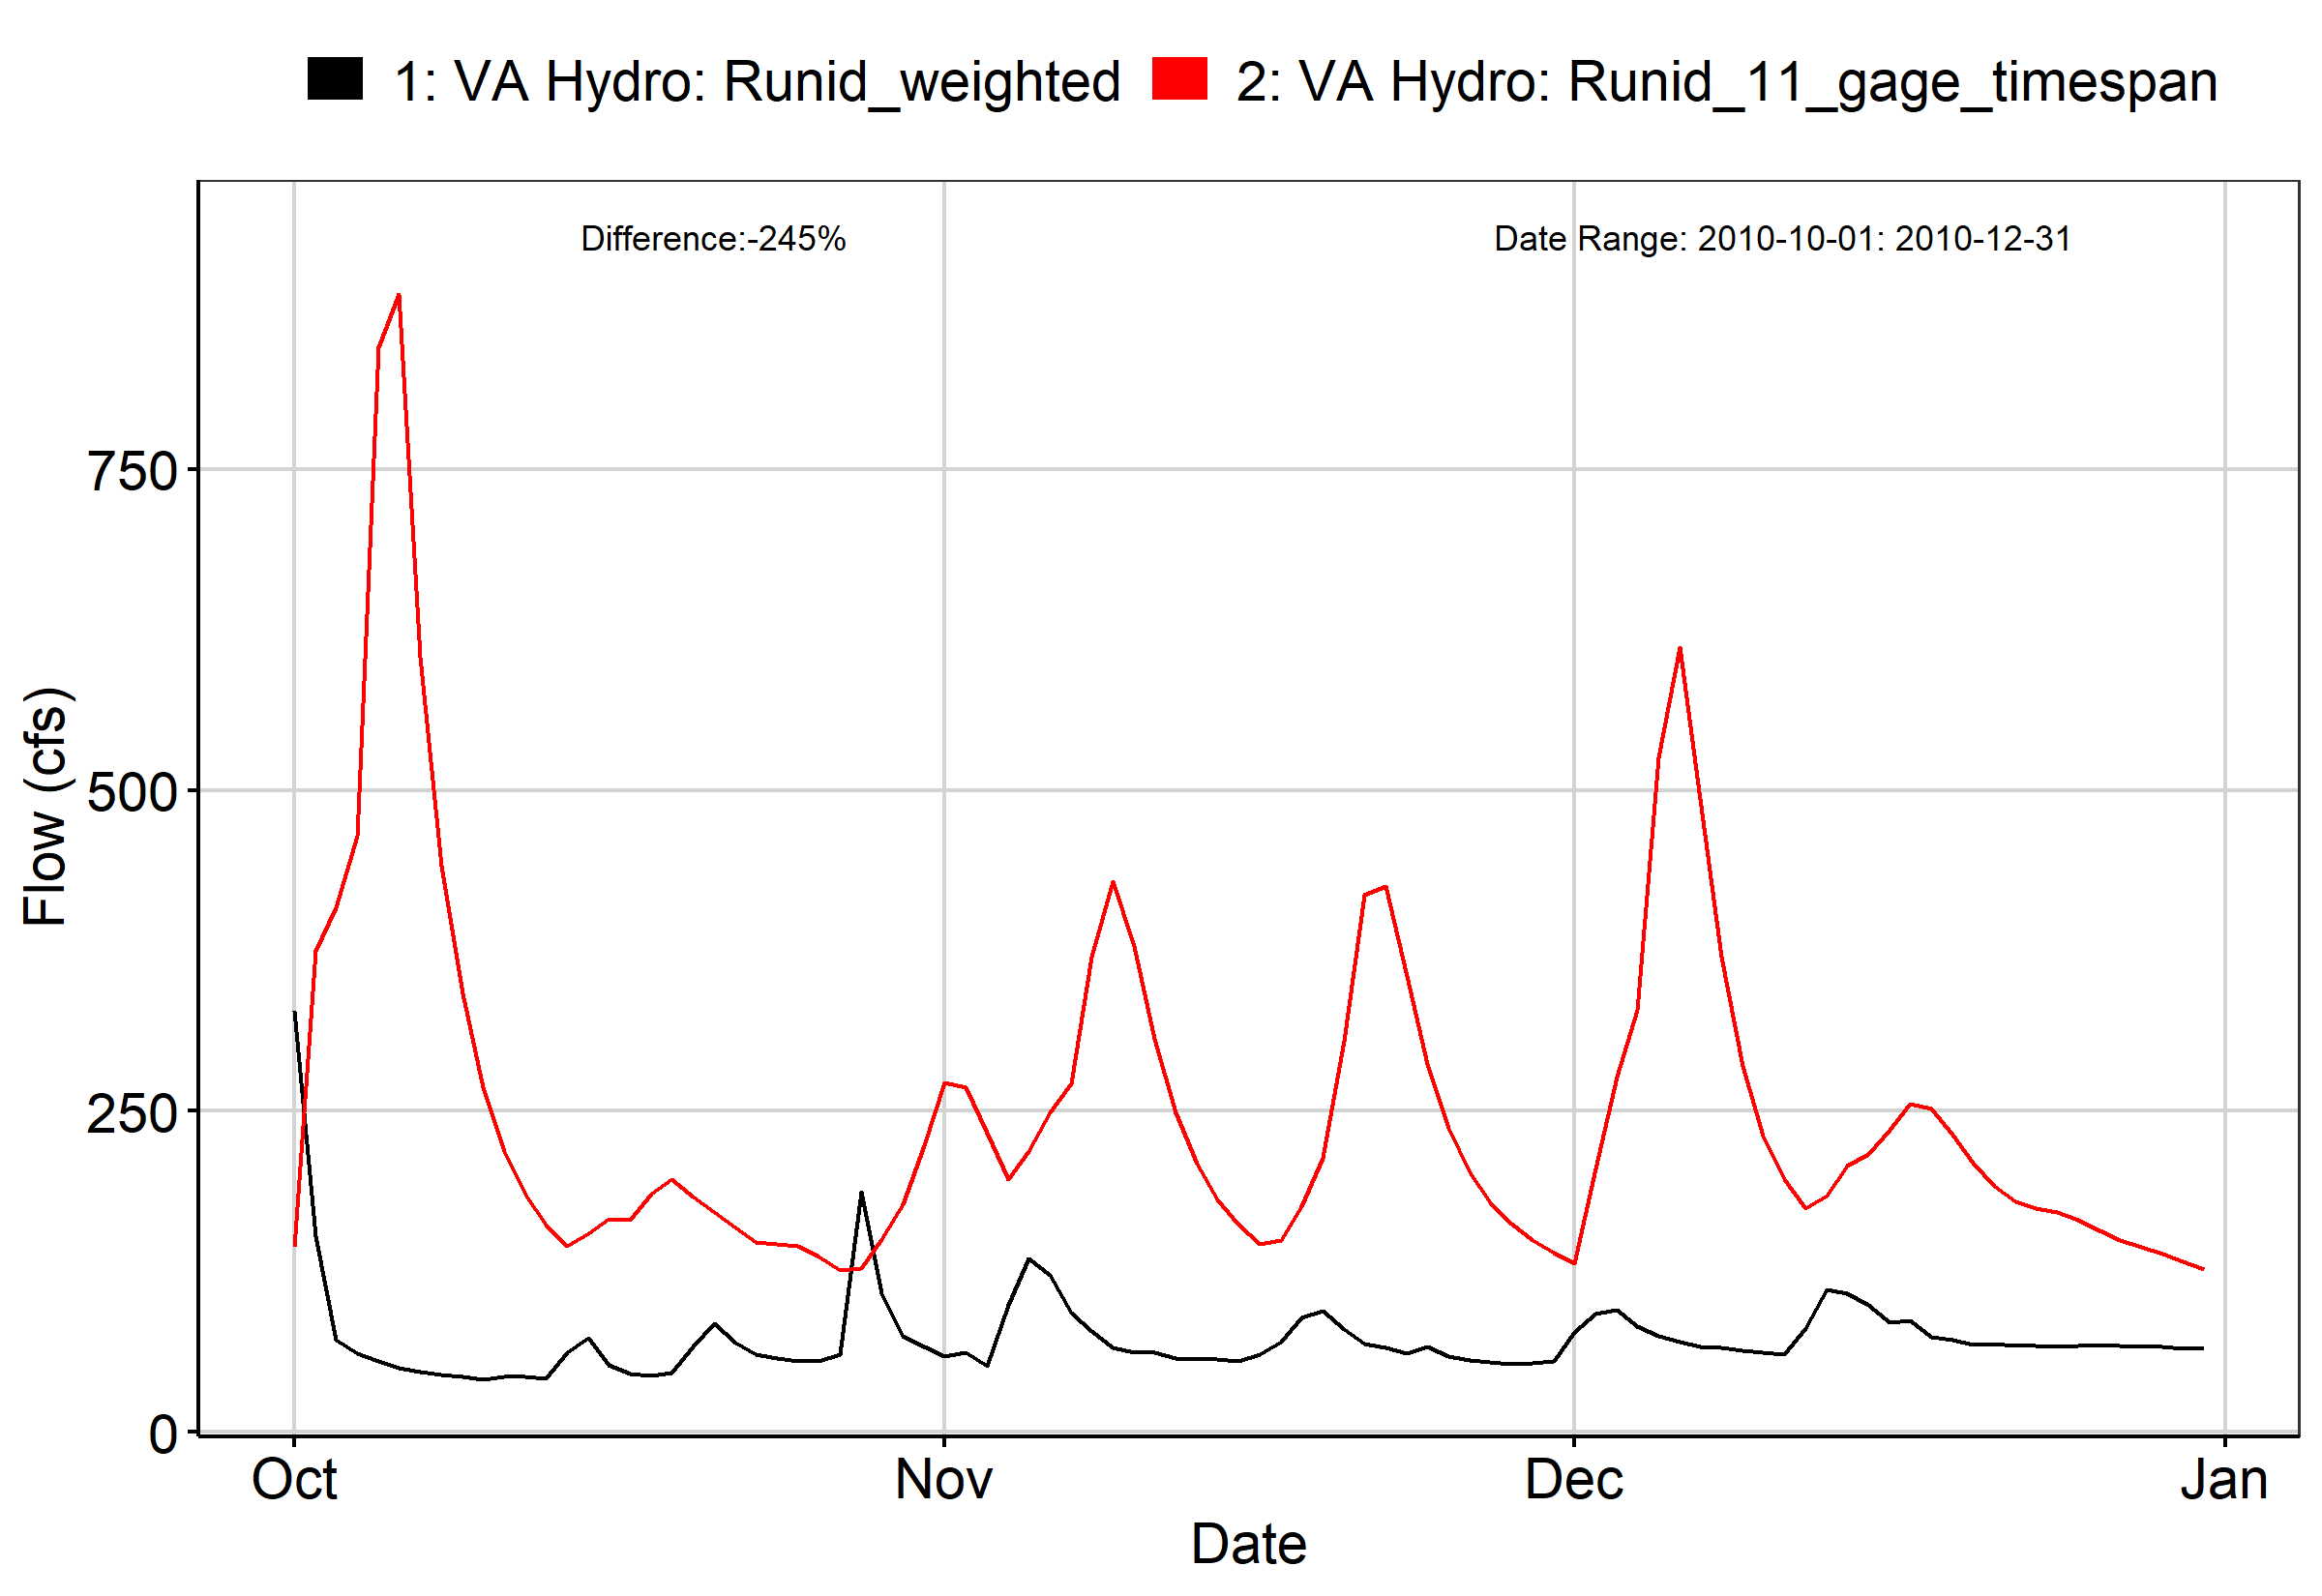 1: VA Hydro: Runid_weighted 2: VA Hydro: Runid_11_gage_timespan
Difference:-245% Date Range: 2010-10-01: 2010-12-31
750
500
250
0
Flow (cfs)
Oct Nov Dec Jan
Date